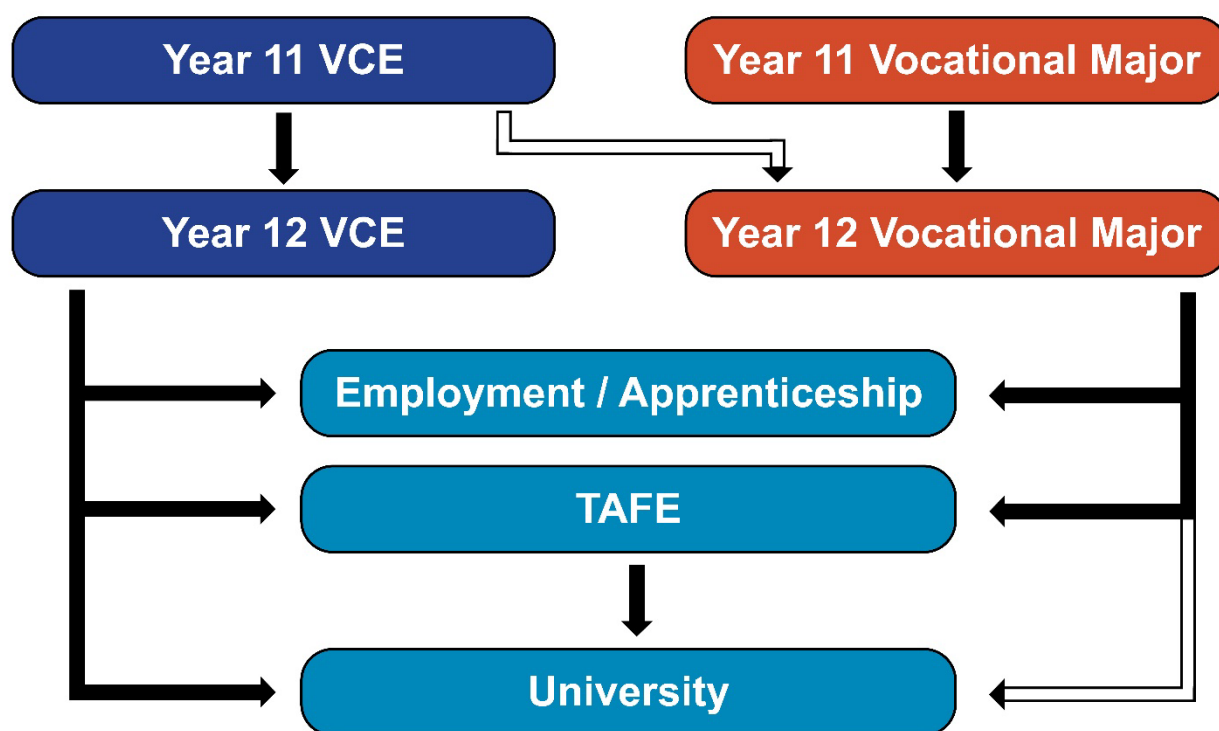 Year 11 VCE
Year 11 Vocational Major
Year 12 VCE
Year 12 Vocational Major
Employment / Apprenticeship
TAFE
University